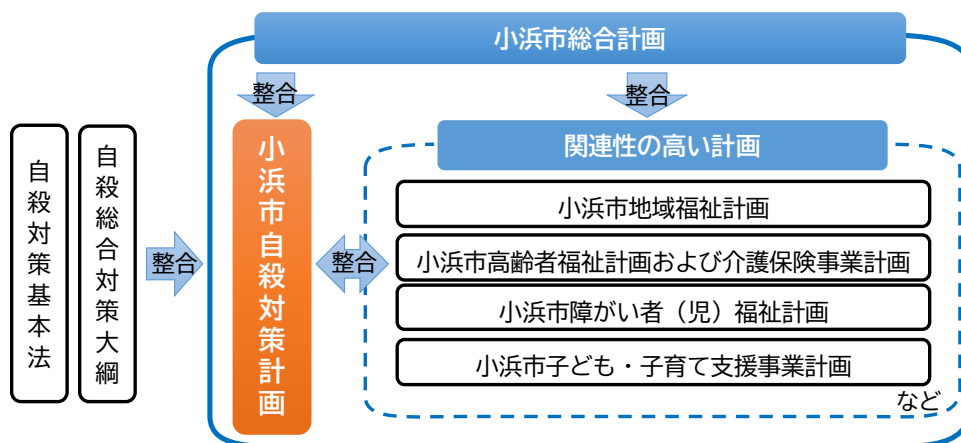 小浜市総合計画
整合
整合
自殺対策基本法
自殺総合対策大綱
整合
小浜市自殺対策計画
整合
関連性の高い計画
小浜市地域福祉計画
小浜市高齢者福祉計画および介護保険事業計画
小浜市障がい者（児）福祉計画
小浜市子ども・子育て支援事業計画
など